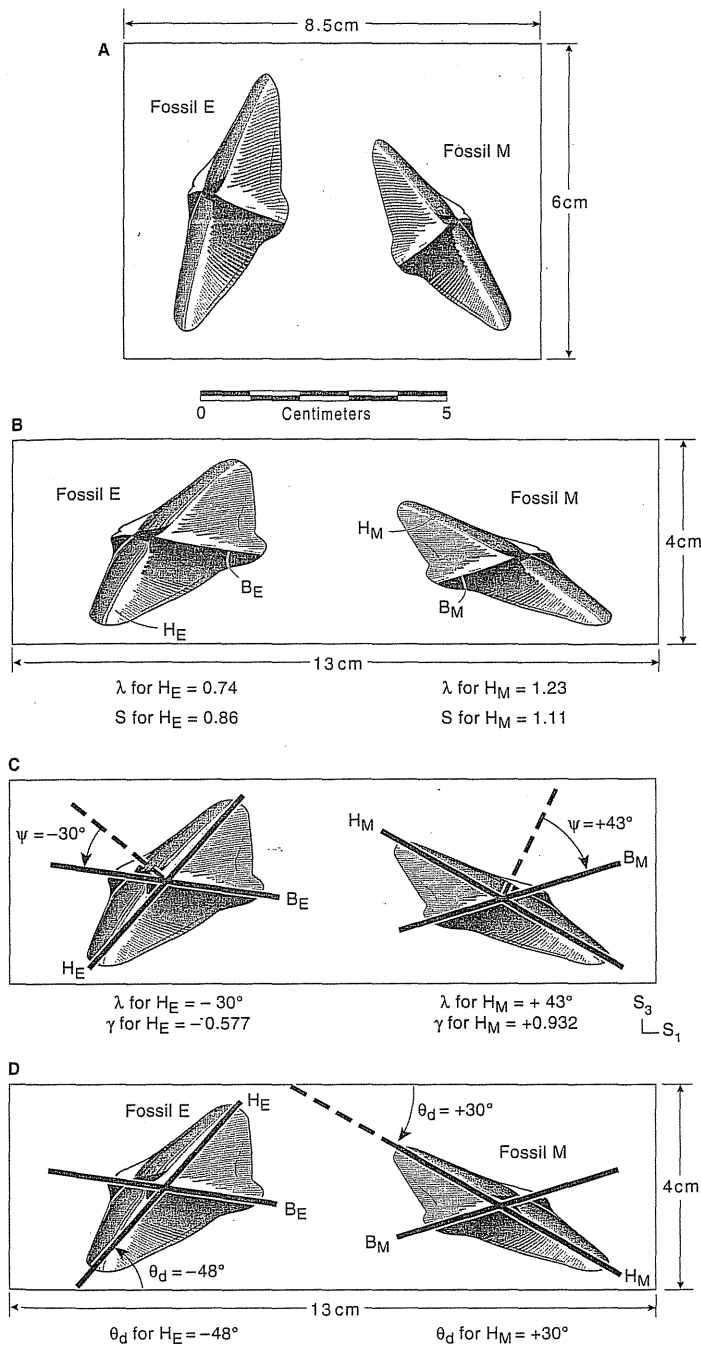 8.5cm
A
Fossil E
Fossil M
6cm
0 Centimeters 5
B
Fossil E
Fossil M
H_M
4cm
B_E
B_M
H_E
13 cm
λ for H_E = 0.74
λ for H_M = 1.23
S for H_E = 0.86
S for H_M = 1.11
C
H_M
ψ = −30°
ψ = +43°
B_M
B_E
H_E
λ for H_E = − 30°
λ for H_M = + 43°
γ for H_E = −0.577
γ for H_M = +0.932
S_3
S_1
D
H_E
Fossil E
θ_d = +30°
Fossil M
4cm
B_E
B_M
θ_d = −48°
H_M
13 cm
θ_d for H_E = −48°
θ_d for H_M = +30°